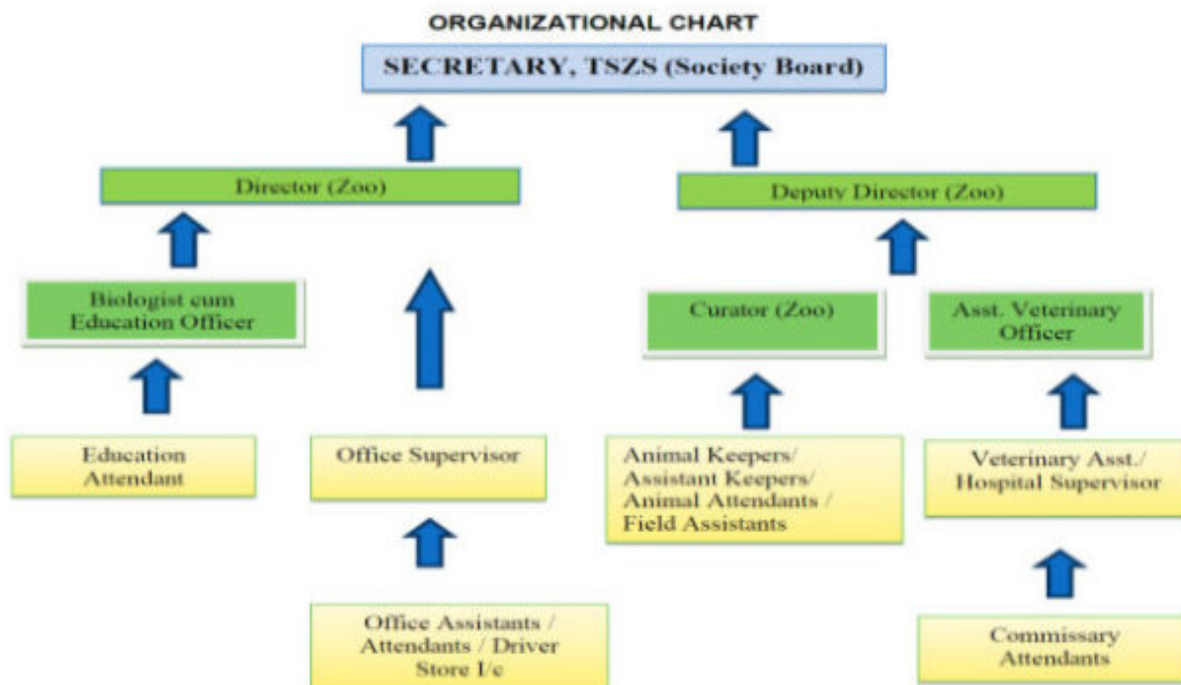 ORGANIZATIONAL CHART
SECRETARY, TSZS (Society Board)
Director (Zoo)
Deputy Director (Zoo)
Biologist cum
Education Officer
Curator (Zoo)
Asst. Veterinary
Officer
Education
Attendant
Office Supervisor
Animal Keepers/
Assistant Keepers/
Animal Attendants /
Field Assistants
Veterinary Asst./
Hospital Supervisor
Office Assistants /
Attendants / Driver
Store I/c
Commissary
Attendants